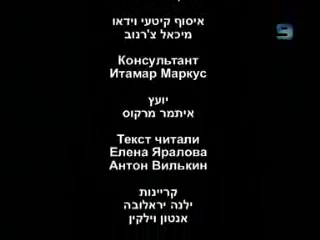 איסוף קיטעי וידאו
מיכאל צ'רנוב
Консультант
Итамар Маркус
יועץ
איתמר מרקוס
Текст читали
Елена Яралова
Антон Вилькин
קריינות
ילנה יראלובה
אנטון וילקין